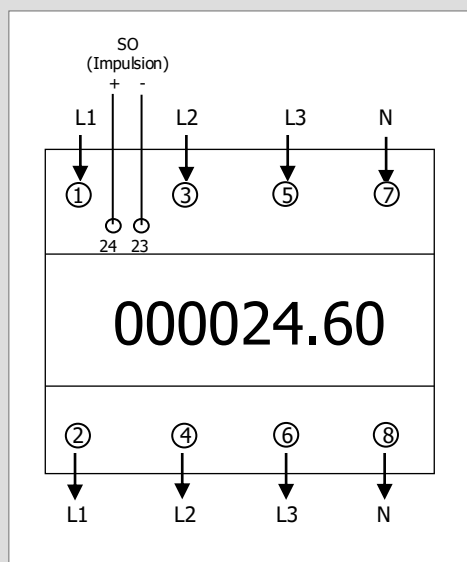 SO
(Impulsion)
+ -
L1 L2 L3 N
1 3 5 7
24 23
000024.60
2 4 6 8
L1 L2 L3 N